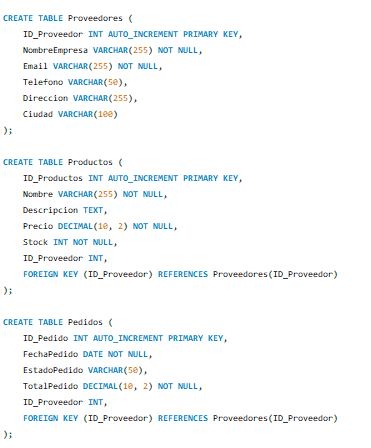 CREATE TABLE Proveedores (
ID_Proveedor INT AUTO_INCREMENT PRIMARY KEY,
NombreEmpresa VARCHAR(255) NOT NULL,
Email VARCHAR(255) NOT NULL,
Telefono VARCHAR(50),
Direccion VARCHAR(255),
Ciudad VARCHAR(100)
);
CREATE TABLE Productos (
ID_Productos INT AUTO_INCREMENT PRIMARY KEY,
Nombre VARCHAR(255) NOT NULL,
Descripcion TEXT,
Precio DECIMAL(10, 2) NOT NULL,
Stock INT NOT NULL,
ID_Proveedor INT,
FOREIGN KEY (ID_Proveedor) REFERENCES Proveedores(ID_Proveedor)
);
CREATE TABLE Pedidos (
ID_Pedido INT AUTO_INCREMENT PRIMARY KEY,
FechaPedido DATE NOT NULL,
EstadoPedido VARCHAR(50),
TotalPedido DECIMAL(10, 2) NOT NULL,
ID_Proveedor INT,
FOREIGN KEY (ID_Proveedor) REFERENCES Proveedores(ID_Proveedor)
);